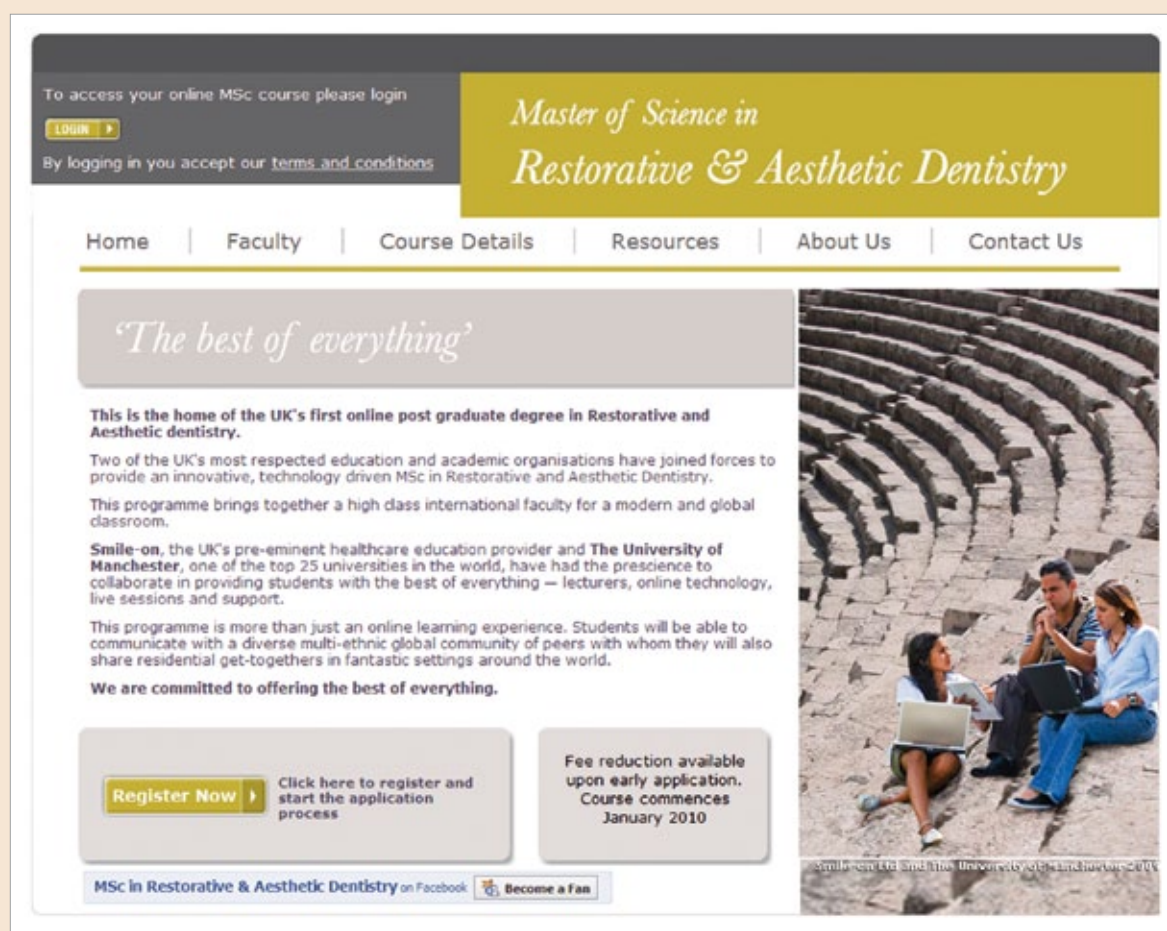 To access your online MSc course please login
LOGIN
By logging in you accept our terms and conditions
Master of Science in
Restorative & Aesthetic Dentistry
Home
Faculty
Course Details
Resources
About Us
Contact Us
‘The best of everything’
This is the home of the UK's first online post graduate degree in Restorative and
Aesthetic dentistry.
Two of the UK's most respected education and academic organisations have joined forces to
provide an innovative, technology driven MSc in Restorative and Aesthetic Dentistry.
This programme brings together a high class international faculty for a modern and global
classroom.
Smile-on, the UK's pre-eminent healthcare education provider and The University of
Manchester, one of the top 25 universities in the world, have had the prescience to
collaborate in providing students with the best of everything — lecturers, online technology,
live sessions and support.
This programme is more than just an online learning experience. Students will be able to
communicate with a diverse multi-ethnic global community of peers with whom they will also
share residential get-togethers in fantastic settings around the world.
We are committed to offering the best of everything.
Register Now
Click here to register and
start the application
process
Fee reduction available
upon early application.
Course commences
January 2010
Smile-on Ltd and The University of Manchester 2009
MSc in Restorative & Aesthetic Dentistry on Facebook
Become a Fan